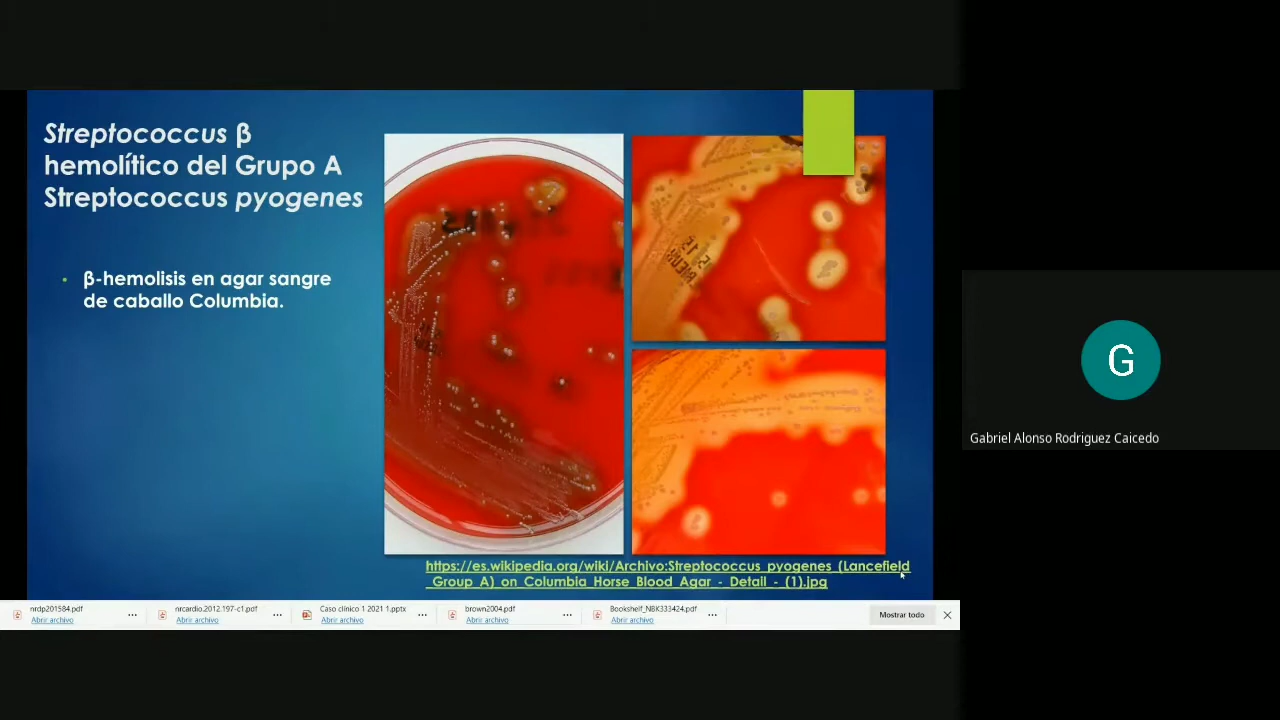 Streptococcus β
hemolítico del Grupo A
Streptococcus pyogenes
• β-hemolisis en agar sangre
de caballo Columbia.
https://es.wikipedia.org/wiki/Archivo:Streptococcus_pyogenes_(Lancefield
_Group_A)_on_Columbia_Horse_Blood_Agar_-_Detail_-_(1).jpg
G
Gabriel Alonso Rodriguez Caicedo
nrdp201584.pdf
Abrir archivo
nrcardio.2012.197-c1.pdf
Abrir archivo
Caso clínico 1 2021 1.pptx
Abrir archivo
brown2004.pdf
Abrir archivo
Bookshelf_NBK333424.pdf
Abrir archivo
Mostrar todo